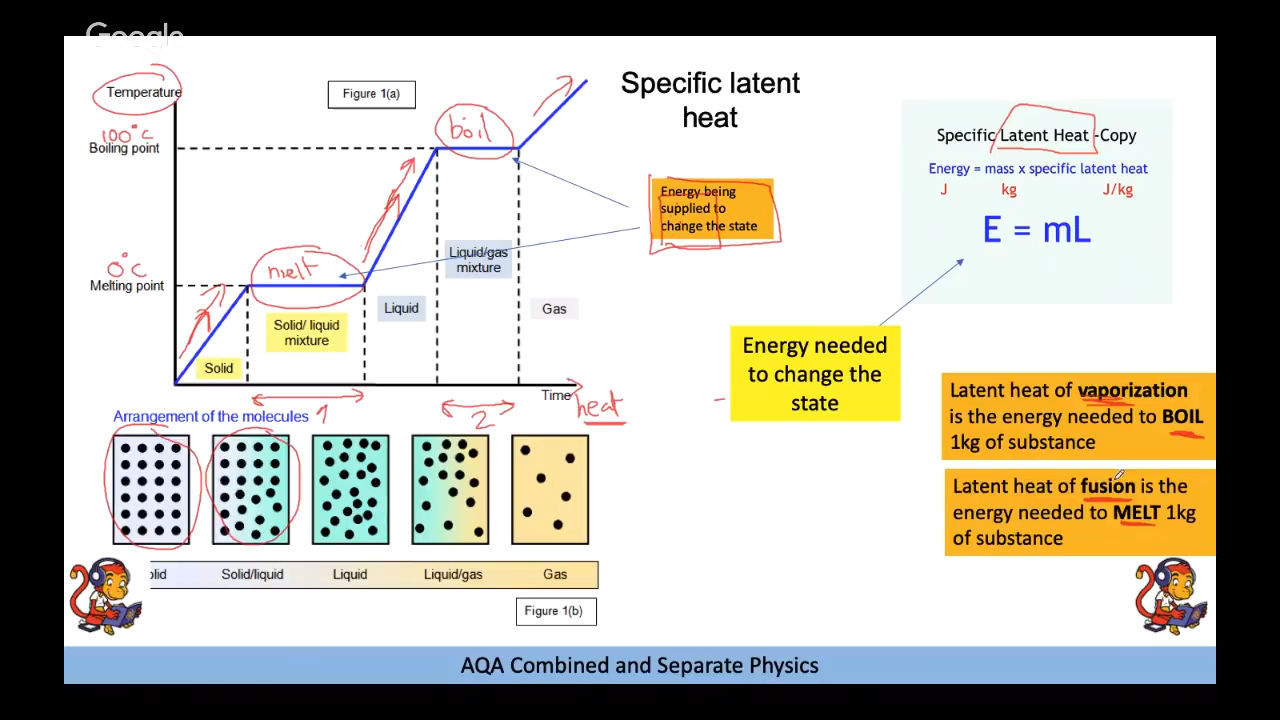 Google
Temperature
Figure 1(a)
Specific latent
heat
100°C
Boiling point
boil
Specific Latent Heat -Copy
Energy = mass x specific latent heat
J kg J/kg
E = mL
Energy being
supplied to
change the state
0°C
Melting point
melt
Liquid/gas
mixture
Liquid
Gas
Solid/ liquid
mixture
Solid
Energy needed
to change the
state
Time
heat
1
2
Arrangement of the molecules
Latent heat of vaporization
is the energy needed to BOIL
1kg of substance
Latent heat of fusion is the
energy needed to MELT 1kg
of substance
olid Solid/liquid Liquid Liquid/gas Gas
Figure 1(b)
AQA Combined and Separate Physics